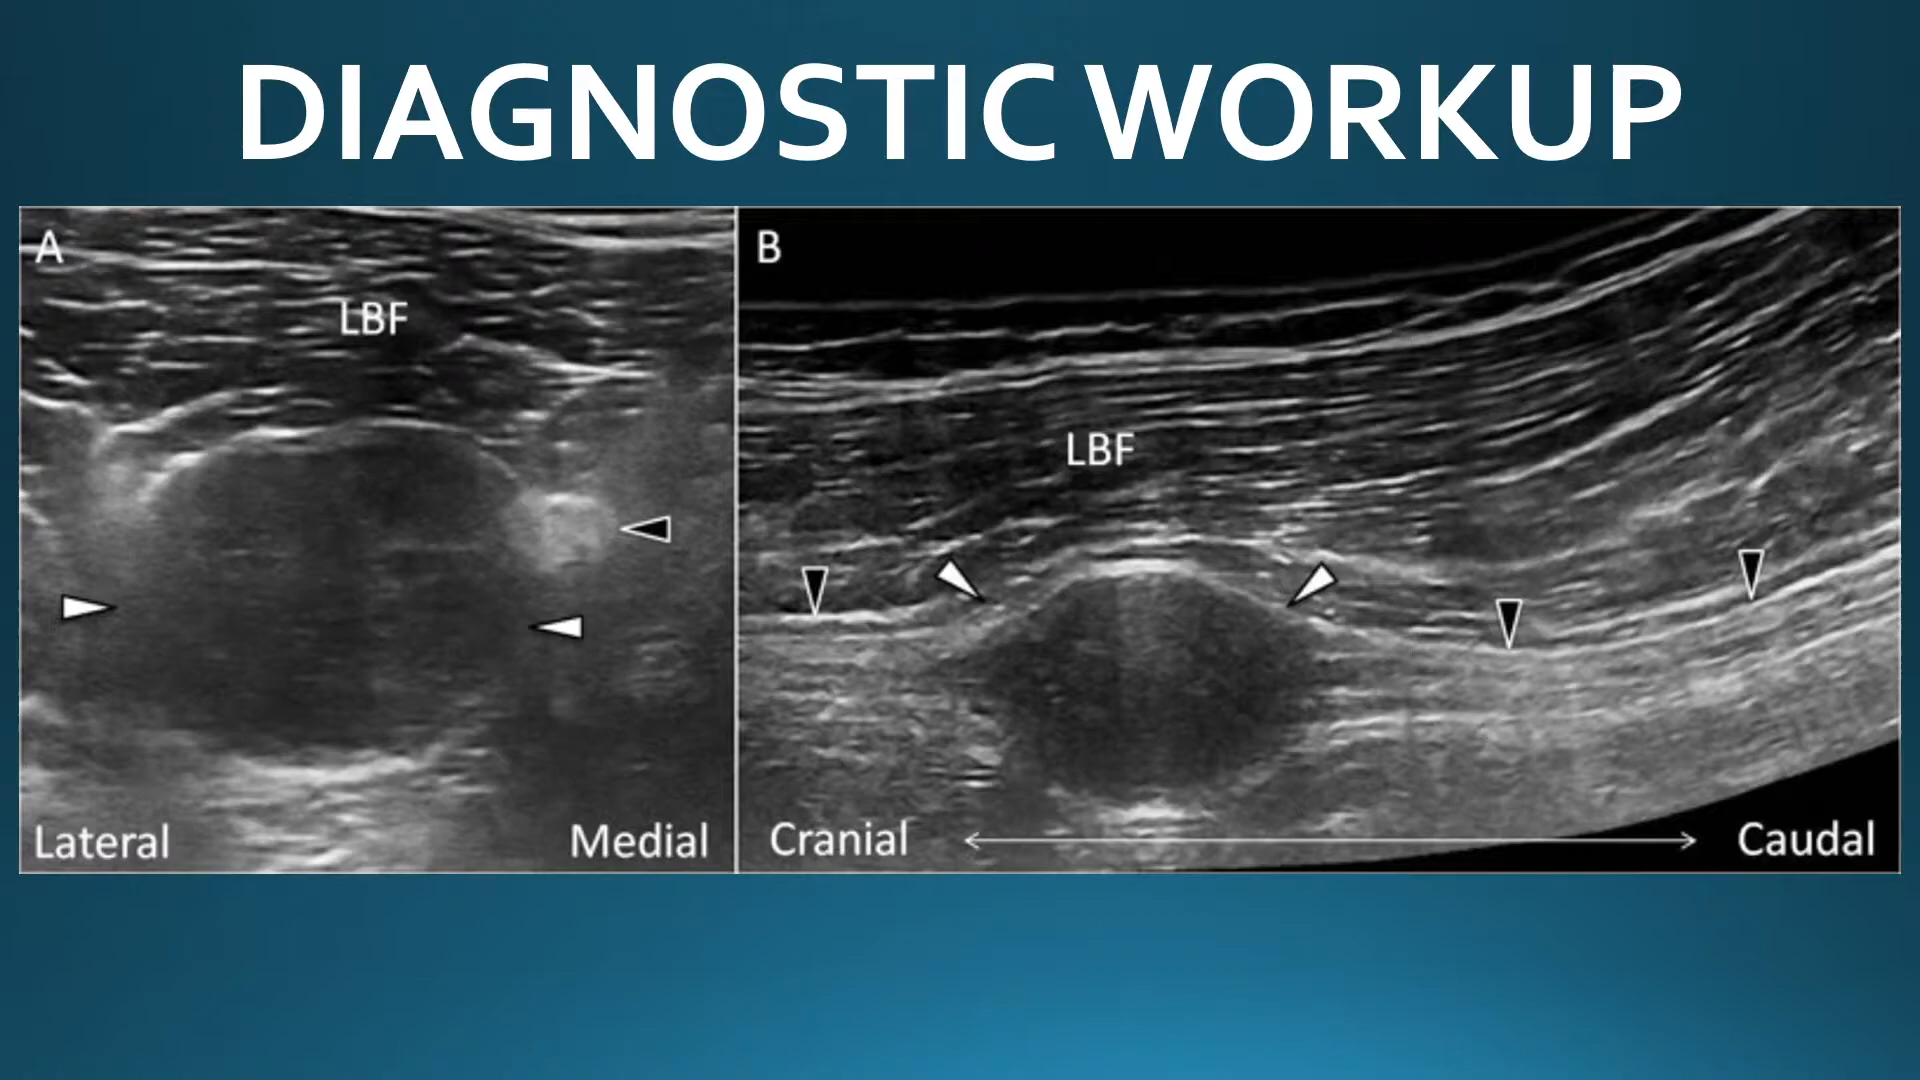 DIAGNOSTIC WORKUP
A
B
LBF
LBF
Lateral
Medial
Cranial
Caudal